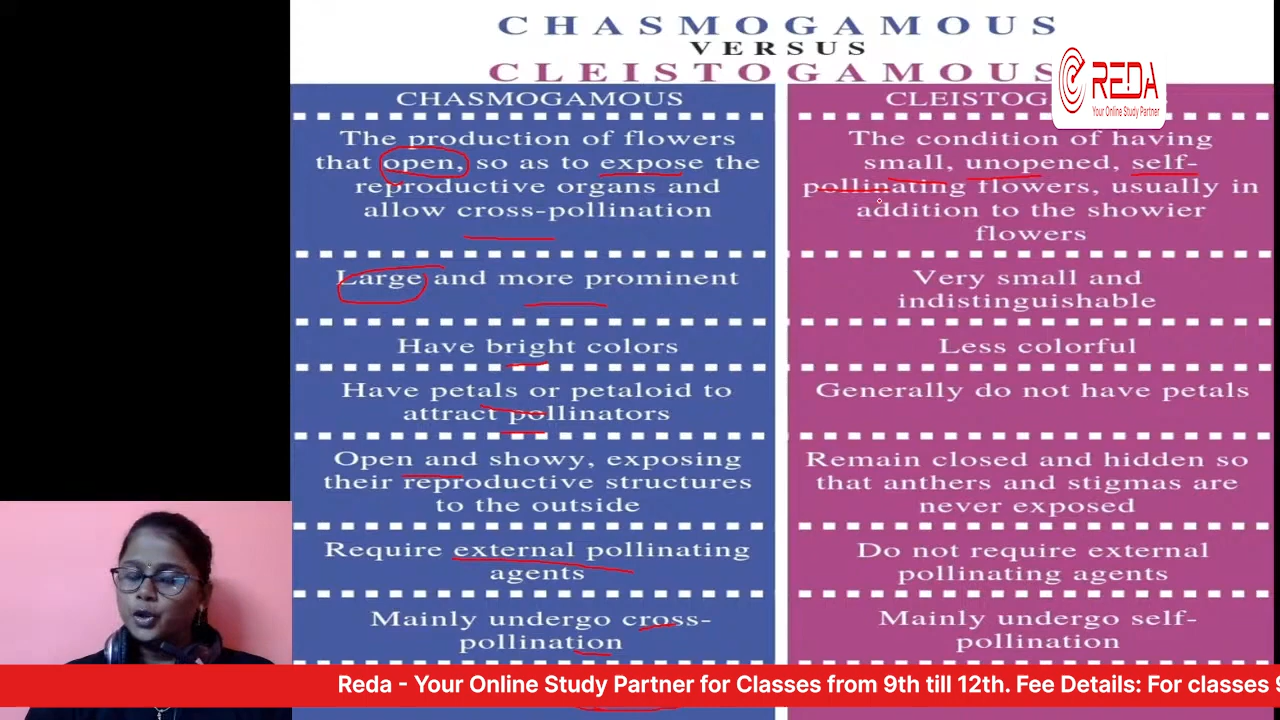 CHASMOGAMOUS
VERSUS
CLEISTOGAMOUS
REDA
Your Online Study Partner
CHASMOGAMOUS
The production of flowers
that open, so as to expose the
reproductive organs and
allow cross-pollination
Large and more prominent
Have bright colors
Have petals or petaloid to
attract pollinators
Open and showy, exposing
their reproductive structures
to the outside
Require external pollinating
agents
Mainly undergo cross-
pollination
CLEISTOG
The condition of having
small, unopened, self-
pollinating flowers, usually in
addition to the showier
flowers
Very small and
indistinguishable
Less colorful
Generally do not have petals
Remain closed and hidden so
that anthers and stigmas are
never exposed
Do not require external
pollinating agents
Mainly undergo self-
pollination
Reda - Your Online Study Partner for Classes from 9th till 12th. Fee Details: For classes 9